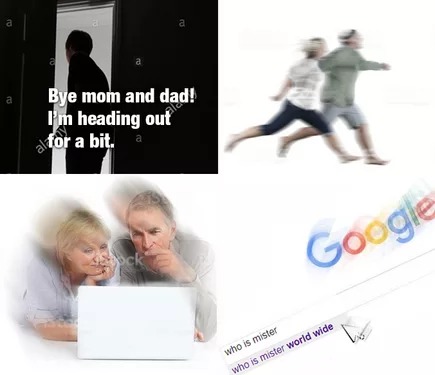 Bye mom and dad!
I'm heading out
for a bit.
Google
who is mister
who is mister world wide